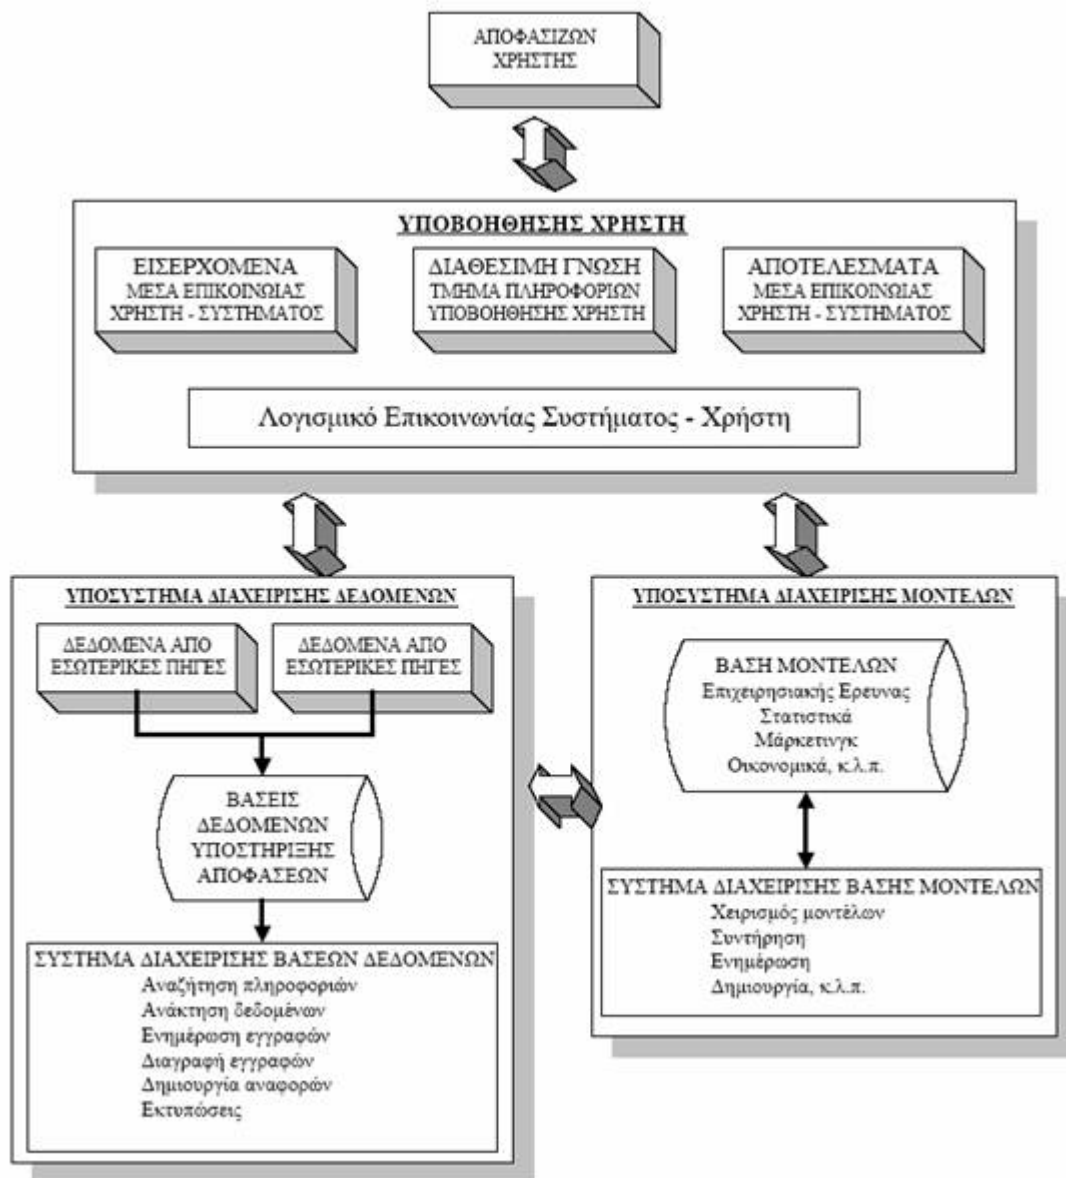 ΑΠΟΦΑΣΙΖΩΝ
ΧΡΗΣΤΗΣ
ΥΠΟΒΟΗΘΗΣΗΣ ΧΡΗΣΤΗ
ΕΙΣΕΡΧΟΜΕΝΑ
ΜΕΣΑ ΕΠΙΚΟΙΝΩΙΑΣ
ΧΡΗΣΤΗ - ΣΥΣΤΗΜΑΤΟΣ
ΔΙΑΘΕΣΙΜΗ ΓΝΩΣΗ
ΤΜΗΜΑ ΠΛΗΡΟΦΟΡΙΩΝ
ΥΠΟΒΟΗΘΗΣΗΣ ΧΡΗΣΤΗ
ΑΠΟΤΕΛΕΣΜΑΤΑ
ΜΕΣΑ ΕΠΙΚΟΙΝΩΙΑΣ
ΧΡΗΣΤΗ - ΣΥΣΤΗΜΑΤΟΣ
Λογισμικό Επικοινωνίας Συστήματος - Χρήστη
ΥΠΟΣΥΣΤΗΜΑ ΔΙΑΧΕΙΡΙΣΗΣ ΔΕΔΟΜΕΝΩΝ
ΔΕΔΟΜΕΝΑ ΑΠΟ
ΕΣΩΤΕΡΙΚΕΣ ΠΗΓΕΣ
ΔΕΔΟΜΕΝΑ ΑΠΟ
ΕΣΩΤΕΡΙΚΕΣ ΠΗΓΕΣ
ΒΑΣΕΙΣ
ΔΕΔΟΜΕΝΩΝ
ΥΠΟΣΤΗΡΙΞΗΣ
ΑΠΟΦΑΣΕΩΝ
ΣΥΣΤΗΜΑ ΔΙΑΧΕΙΡΙΣΗΣ ΒΑΣΕΩΝ ΔΕΔΟΜΕΝΩΝ
Αναζήτηση πληροφοριών
Ανάκτηση δεδομένων
Ενημέρωση εγγραφών
Διαγραφή εγγραφών
Δημιουργία αναφορών
Εκτυπώσεις
ΥΠΟΣΥΣΤΗΜΑ ΔΙΑΧΕΙΡΙΣΗΣ ΜΟΝΤΕΛΩΝ
ΒΑΣΗ ΜΟΝΤΕΛΩΝ
Επιχειρησιακής Ερευνας
Στατιστικά
Μάρκετινγκ
Οικονομικά, κ.λ.π.
ΣΥΣΤΗΜΑ ΔΙΑΧΕΙΡΙΣΗΣ ΒΑΣΗΣ ΜΟΝΤΕΛΩΝ
Χειρισμός μοντέλων
Συντήρηση
Ενημέρωση
Δημιουργία, κ.λ.π.